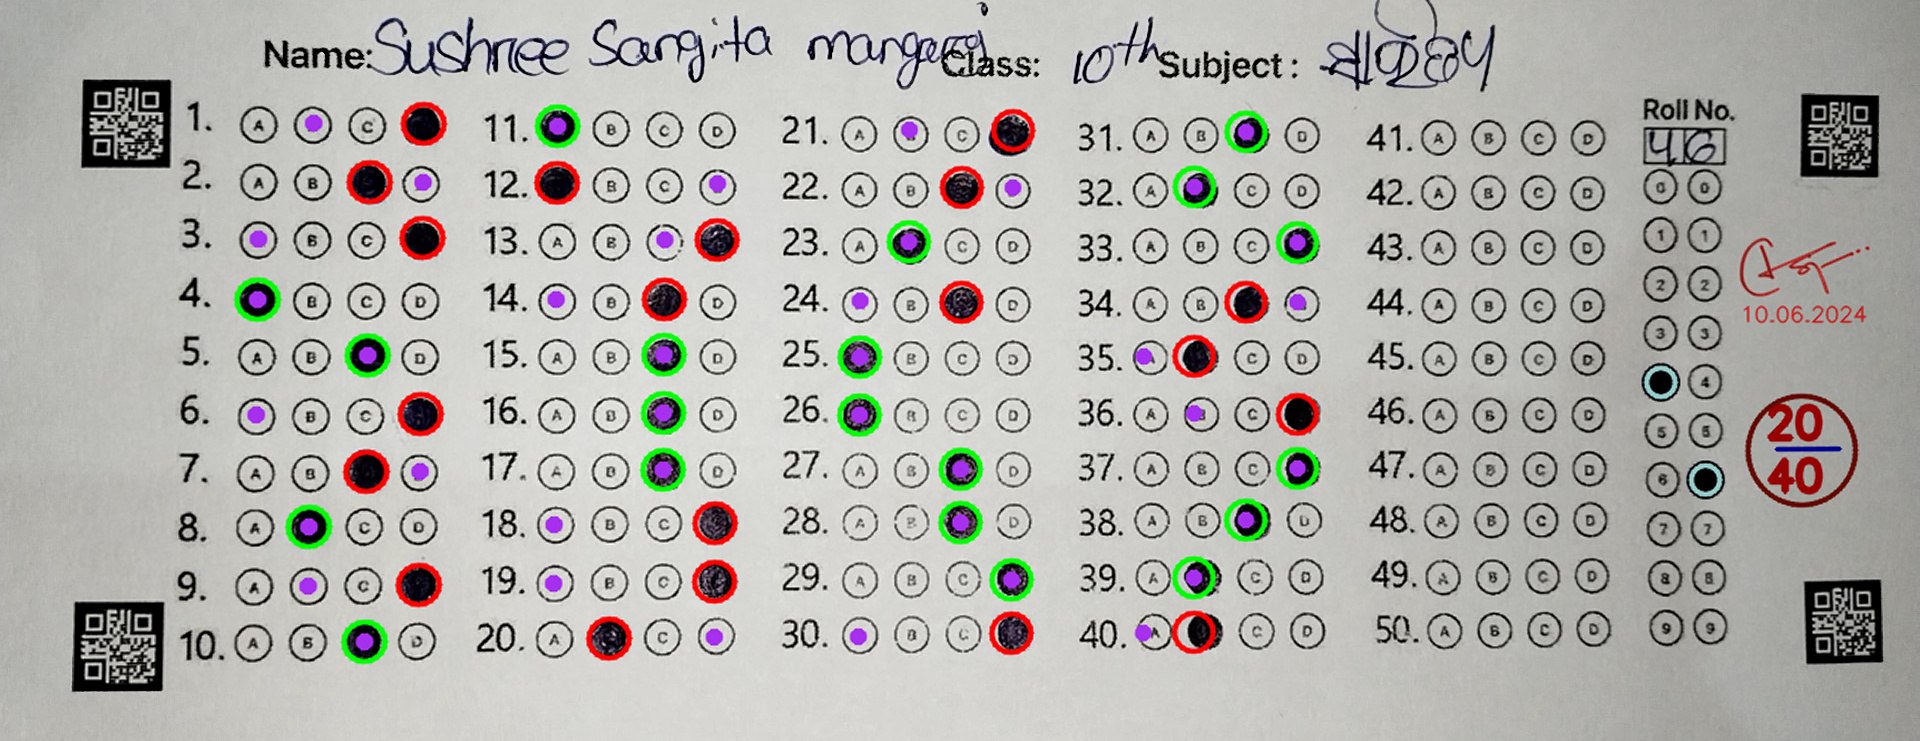 Name: Sushree Sangita mangaraj Class: 10th Subject:
Roll No.
46
1. A C 11. B C D 21. A C 31. A B D 41. A B C D
2. A B 12. B C 22. A B 32. A C D 42. A B C D
3. B C 13. A B 23. A C D 33. A B C 43. A B C D
4. B C D 14. B D 24. B D 34. A B 44. A B C D
5. A B D 15. A B D 25. B C D 35. C D 45. A B C D
6. B C 16. A B D 26. B C D 36. A C 46. A B C D
7. A B 17. A B D 27. A B D 37. A B C 47. A B C D
8. A C D 18. B C 28. A B D 38. A B D 48. A B C D
9. A C 19. B C 29. A B C 39. A C D 49. A B C D
10. A B D 20. A C 30. B C 40. A C D 50. A B C D
0 0
1 1
2 2
3 3
4
5 5
6
7 7
8 8
9 9
10.06.2024
20
40